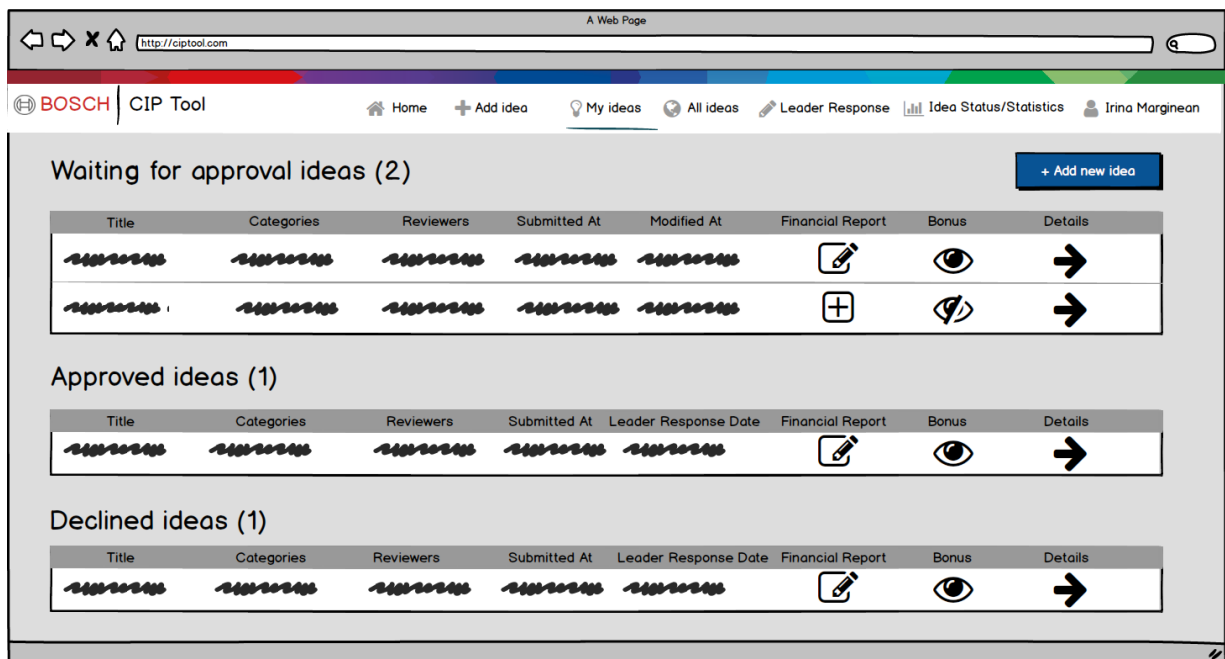 A Web Page
http://ciptool.com
BOSCH CIP Tool Home Add idea My ideas All ideas Leader Response Idea Status/Statistics Irina Marginean
Waiting for approval ideas (2) + Add new idea
Title Categories Reviewers Submitted At Modified At Financial Report Bonus Details
Approved ideas (1)
Title Categories Reviewers Submitted At Leader Response Date Financial Report Bonus Details
Declined ideas (1)
Title Categories Reviewers Submitted At Leader Response Date Financial Report Bonus Details